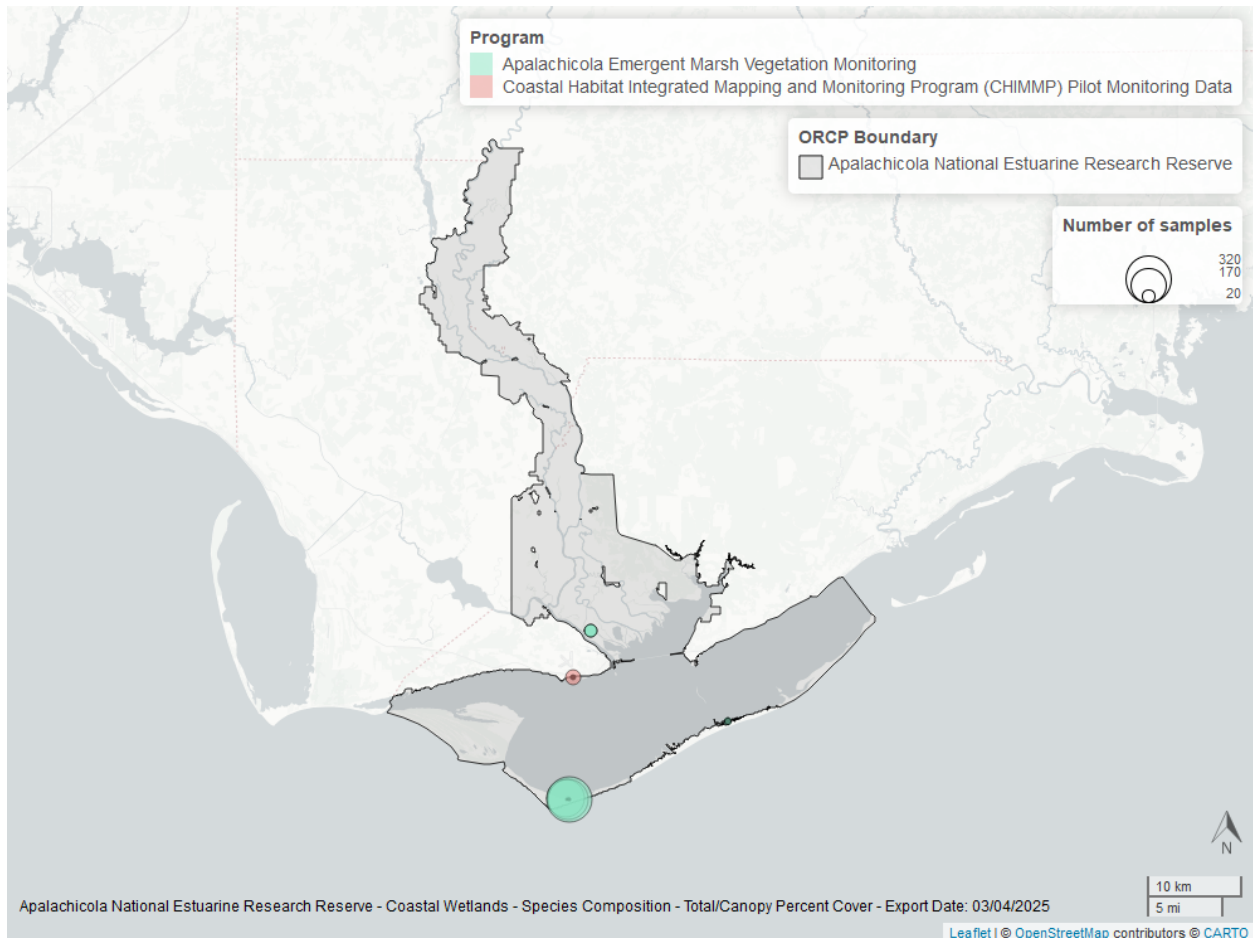 Program
Apalachicola Emergent Marsh Vegetation Monitoring
Coastal Habitat Integrated Mapping and Monitoring Program (CHIMMP) Pilot Monitoring Data
ORCP Boundary
Apalachicola National Estuarine Research Reserve
Number of samples
320
170
20
N
10 km
5 mi
Apalachicola National Estuarine Research Reserve - Coastal Wetlands - Species Composition - Total/Canopy Percent Cover - Export Date: 03/04/2025
Leaflet | © OpenStreetMap contributors © CARTO